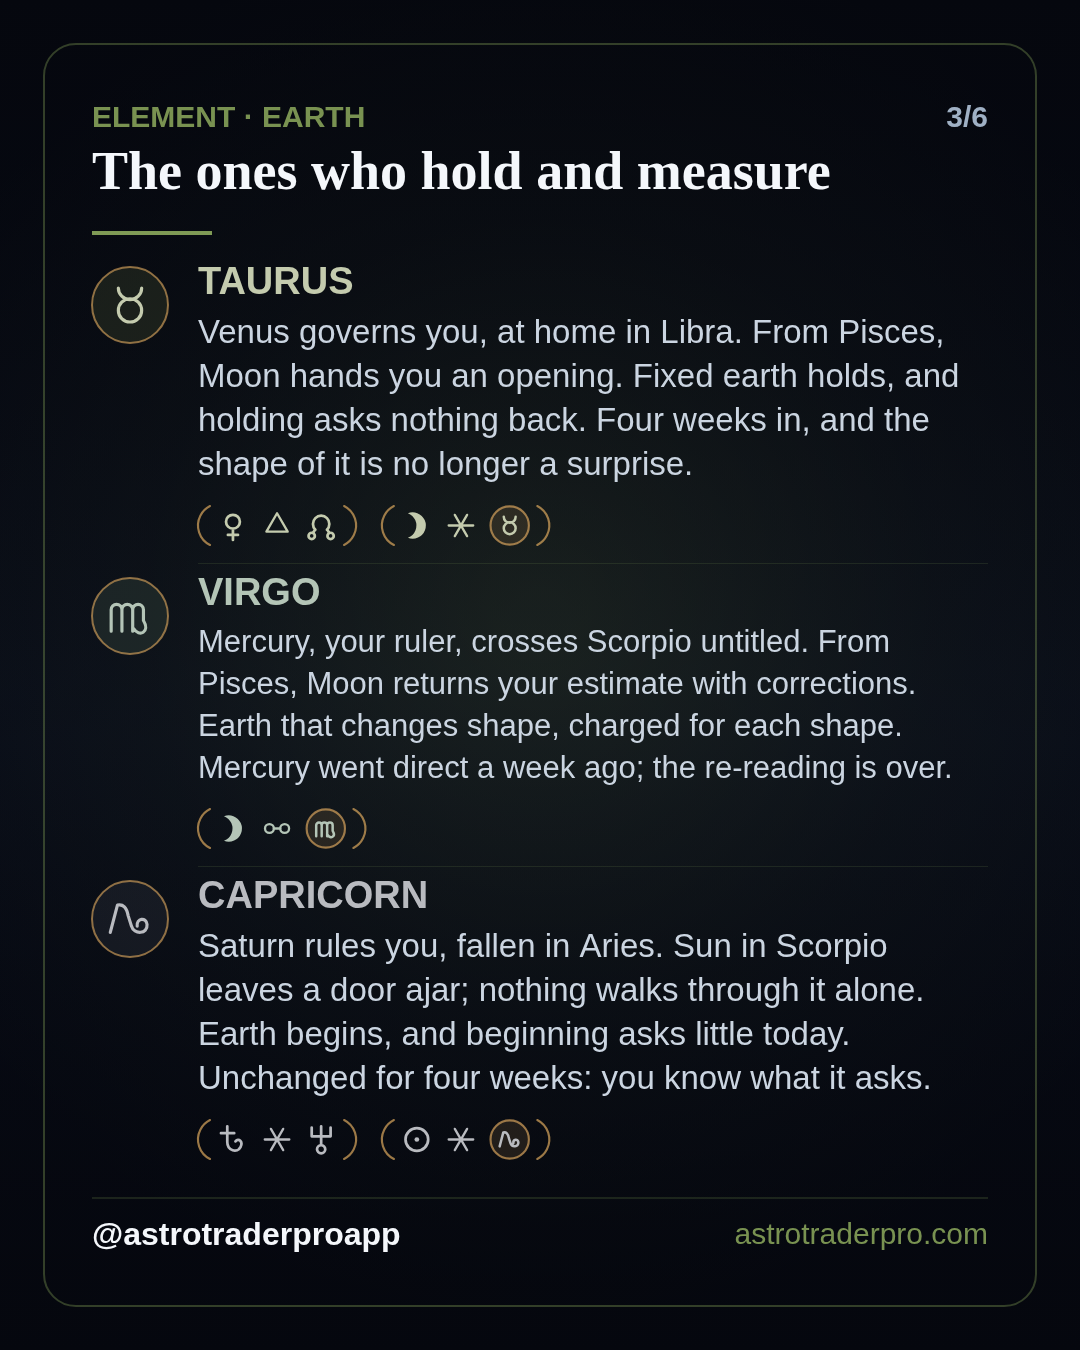 ELEMENT · EARTH
3/6
The ones who hold and measure
TAURUS
Venus governs you, at home in Libra. From Pisces,
Moon hands you an opening. Fixed earth holds, and
holding asks nothing back. Four weeks in, and the
shape of it is no longer a surprise.
VIRGO
Mercury, your ruler, crosses Scorpio untitled. From
Pisces, Moon returns your estimate with corrections.
Earth that changes shape, charged for each shape.
Mercury went direct a week ago; the re-reading is over.
CAPRICORN
Saturn rules you, fallen in Aries. Sun in Scorpio
leaves a door ajar; nothing walks through it alone.
Earth begins, and beginning asks little today.
Unchanged for four weeks: you know what it asks.
@astrotraderproapp
astrotraderpro.com